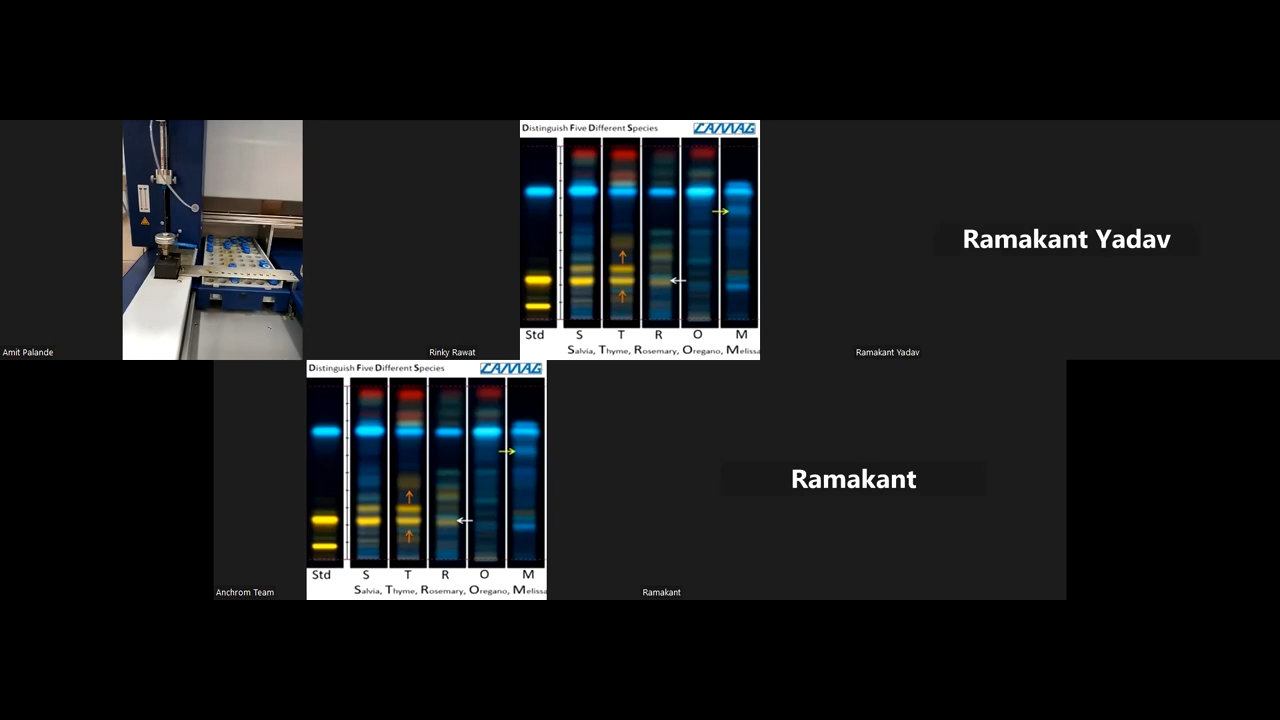 Distinguish Five Different Species
CAMAG
Std S T R O M
Salvia, Thyme, Rosemary, Oregano, Melissa
Ramakant Yadav
Amit Palande
Rinky Rawat
Ramakant Yadav
Distinguish Five Different Species
CAMAG
Std S T R O M
Salvia, Thyme, Rosemary, Oregano, Melissa
Ramakant
Anchrom Team
Ramakant